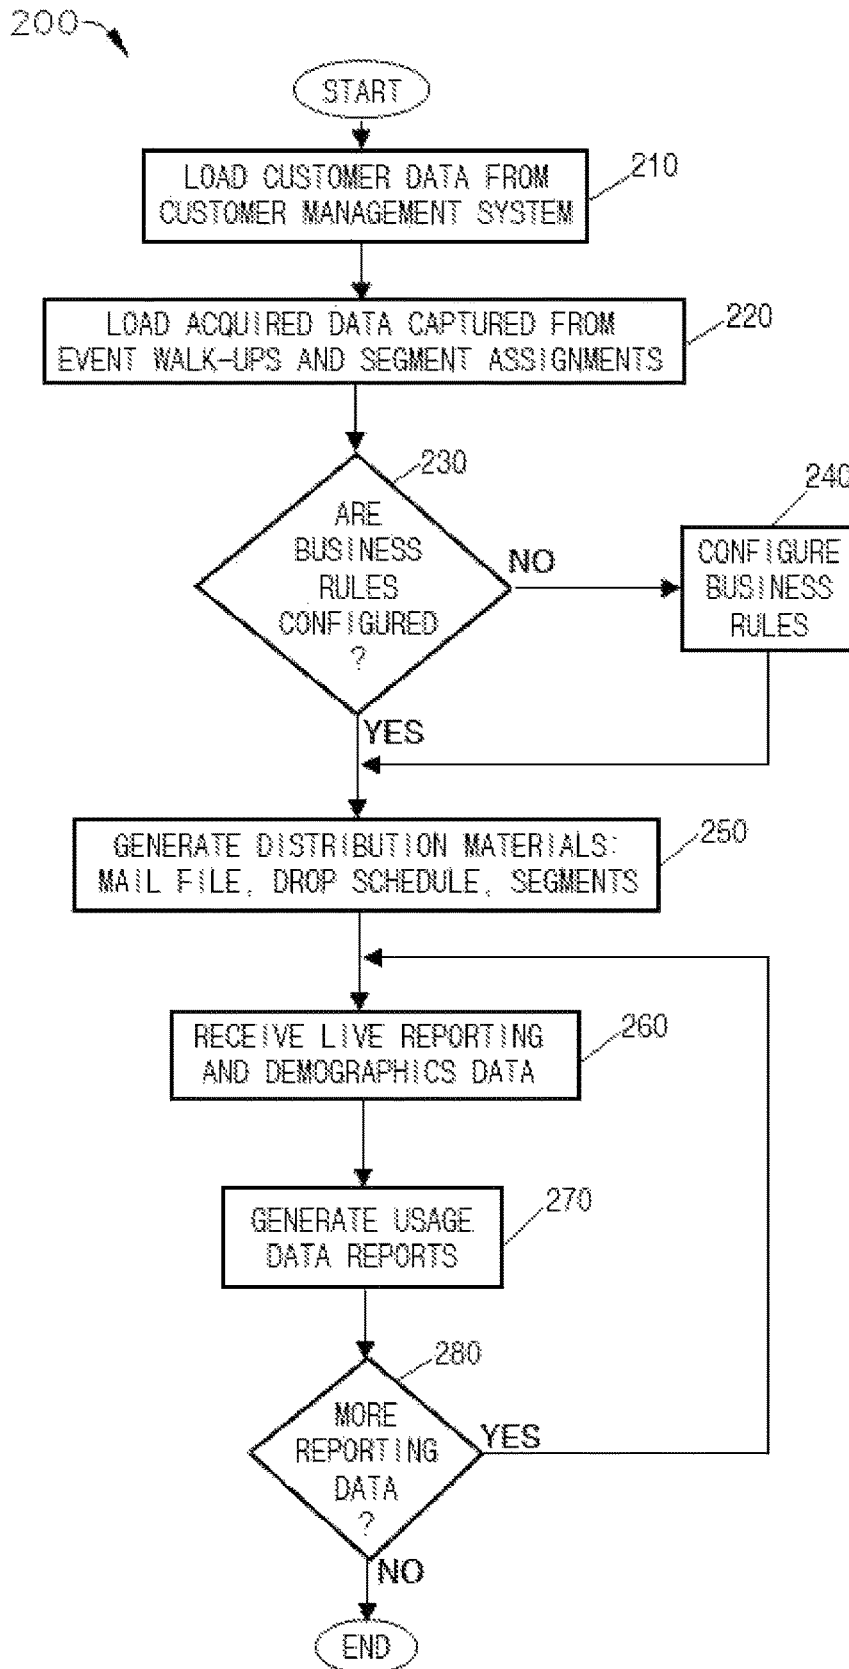 200
START
LOAD CUSTOMER DATA FROM
CUSTOMER MANAGEMENT SYSTEM
210
LOAD ACQUIRED DATA CAPTURED FROM
EVENT WALK-UPS AND SEGMENT ASSIGNMENTS
220
230
ARE
BUSINESS
RULES
CONFIGURED
?
NO
240
CONFIGURE
BUSINESS
RULES
YES
GENERATE DISTRIBUTION MATERIALS:
MAIL FILE, DROP SCHEDULE, SEGMENTS
250
RECEIVE LIVE REPORTING
AND DEMOGRAPHICS DATA
260
GENERATE USAGE
DATA REPORTS
270
280
MORE
REPORTING
DATA
?
YES
NO
END